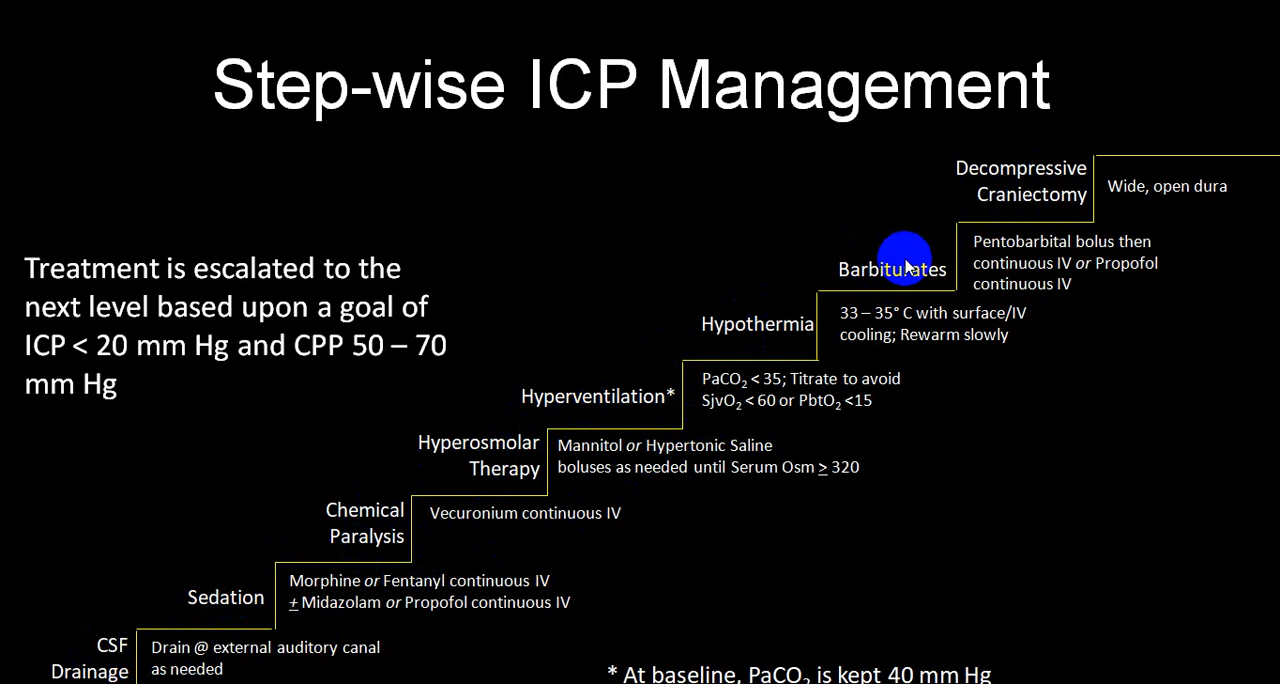 Step-wise ICP Management
Treatment is escalated to the
next level based upon a goal of
ICP < 20 mm Hg and CPP 50 – 70
mm Hg
Decompressive
Craniectomy
Wide, open dura
Barbiturates
Pentobarbital bolus then
continuous IV or Propofol
continuous IV
Hypothermia
33 – 35° C with surface/IV
cooling; Rewarm slowly
Hyperventilation*
PaCO₂ < 35; Titrate to avoid
SjvO₂ < 60 or PbtO₂ <15
Hyperosmolar
Therapy
Mannitol or Hypertonic Saline
boluses as needed until Serum Osm ≥ 320
Chemical
Paralysis
Vecuronium continuous IV
Sedation
Morphine or Fentanyl continuous IV
± Midazolam or Propofol continuous IV
CSF
Drainage
Drain @ external auditory canal
as needed
* At baseline, PaCO₂ is kept 40 mm Hg